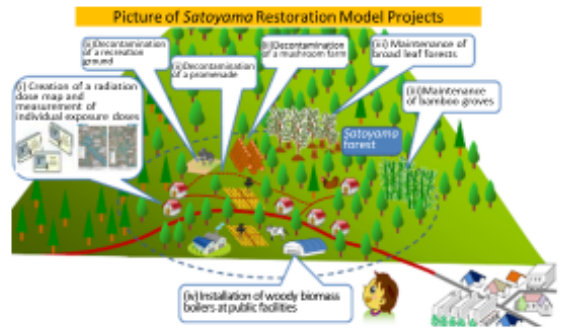 Picture of Satoyama Restoration Model Projects
(ii)Decontamination
of a recreation
ground
(ii)Decontamination
of a promenade
(ii)Decontamination
of a mushroom farm
(iii) Maintenance of
broad leaf forests
(iii)Maintenance
of bamboo groves
(i) Creation of a radiation
dose map and
measurement of
individual exposure doses
Satoyama
forest
(iv)Installation of woody biomass
boilers at public facilities